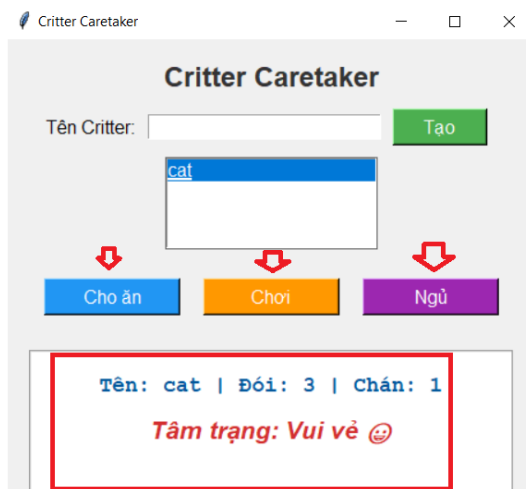 Critter Caretaker
Critter Caretaker
Tên Critter: Tạo
cat
Cho ăn Chơi Ngủ
Tên: cat | Đói: 3 | Chán: 1
Tâm trạng: Vui vẻ 😀